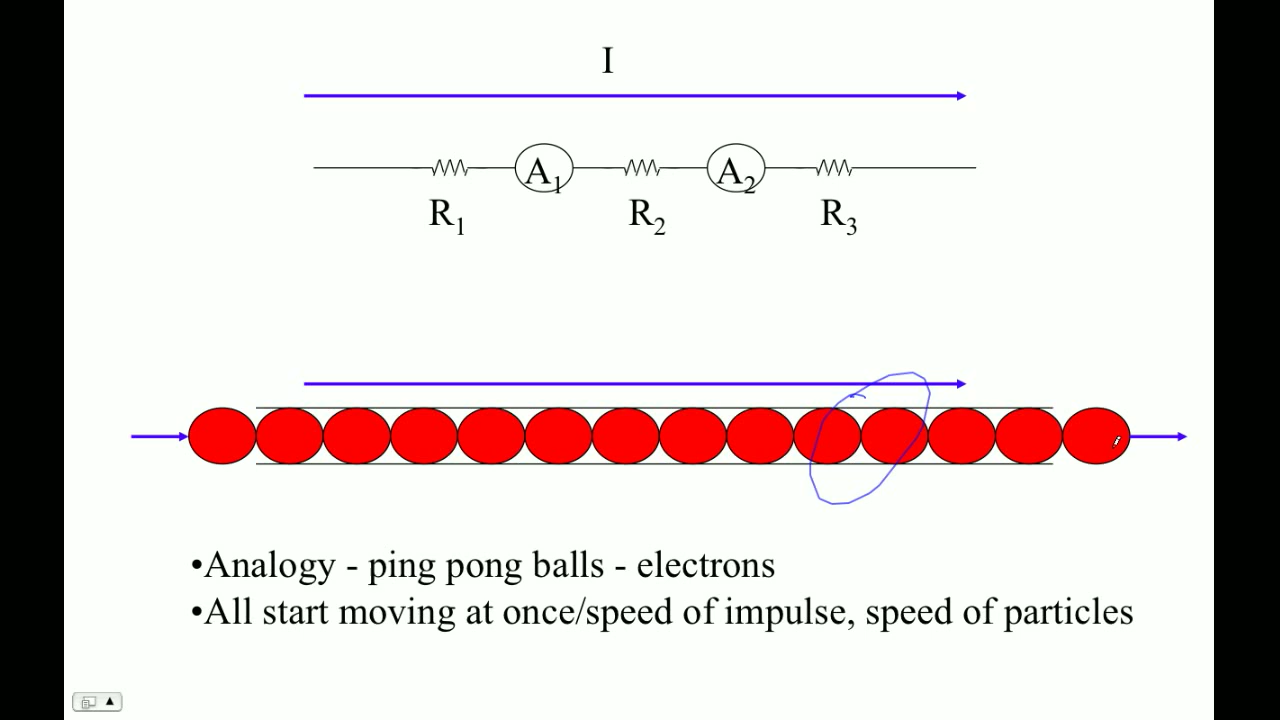 I
A₁ A₂
R₁ R₂ R₃
•Analogy - ping pong balls - electrons
•All start moving at once/speed of impulse, speed of particles